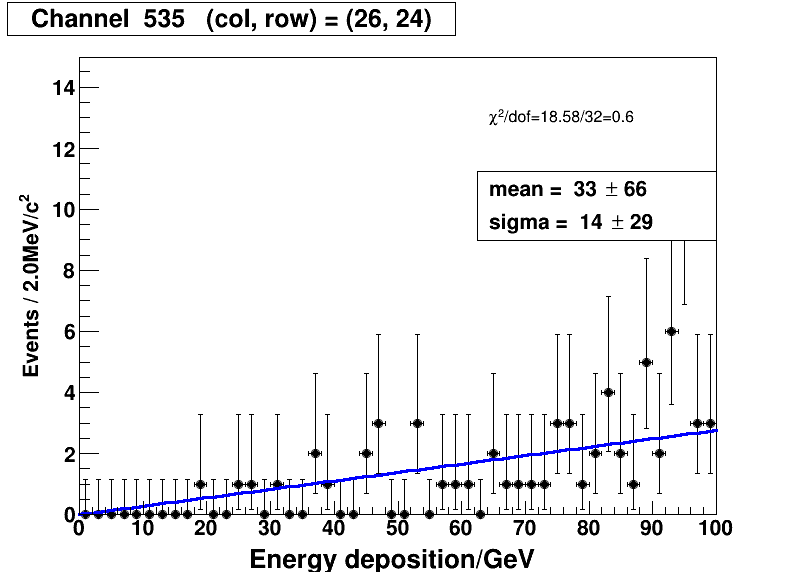 Channel 535 (col, row) = (26, 24)
χ²/dof=18.58/32=0.6
mean = 33 ± 66
sigma = 14 ± 29
Events / 2.0MeV/c²
14
12
10
8
6
4
2
0
0 10 20 30 40 50 60 70 80 90 100
Energy deposition/GeV